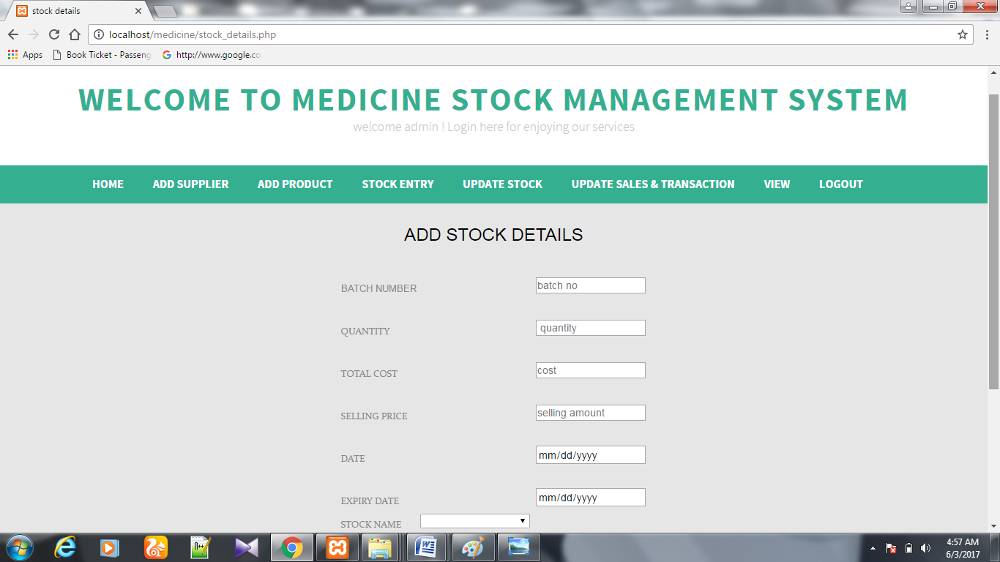 stock details
localhost/medicine/stock_details.php
Apps Book Ticket - Passeng http://www.google.co
WELCOME TO MEDICINE STOCK MANAGEMENT SYSTEM
welcome admin ! Login here for enjoying our services
HOME ADD SUPPLIER ADD PRODUCT STOCK ENTRY UPDATE STOCK UPDATE SALES & TRANSACTION VIEW LOGOUT
ADD STOCK DETAILS
BATCH NUMBER batch no
QUANTITY quantity
TOTAL COST cost
SELLING PRICE selling amount
DATE mm/dd/yyyy
EXPIRY DATE mm/dd/yyyy
STOCK NAME
4:57 AM
6/3/2017